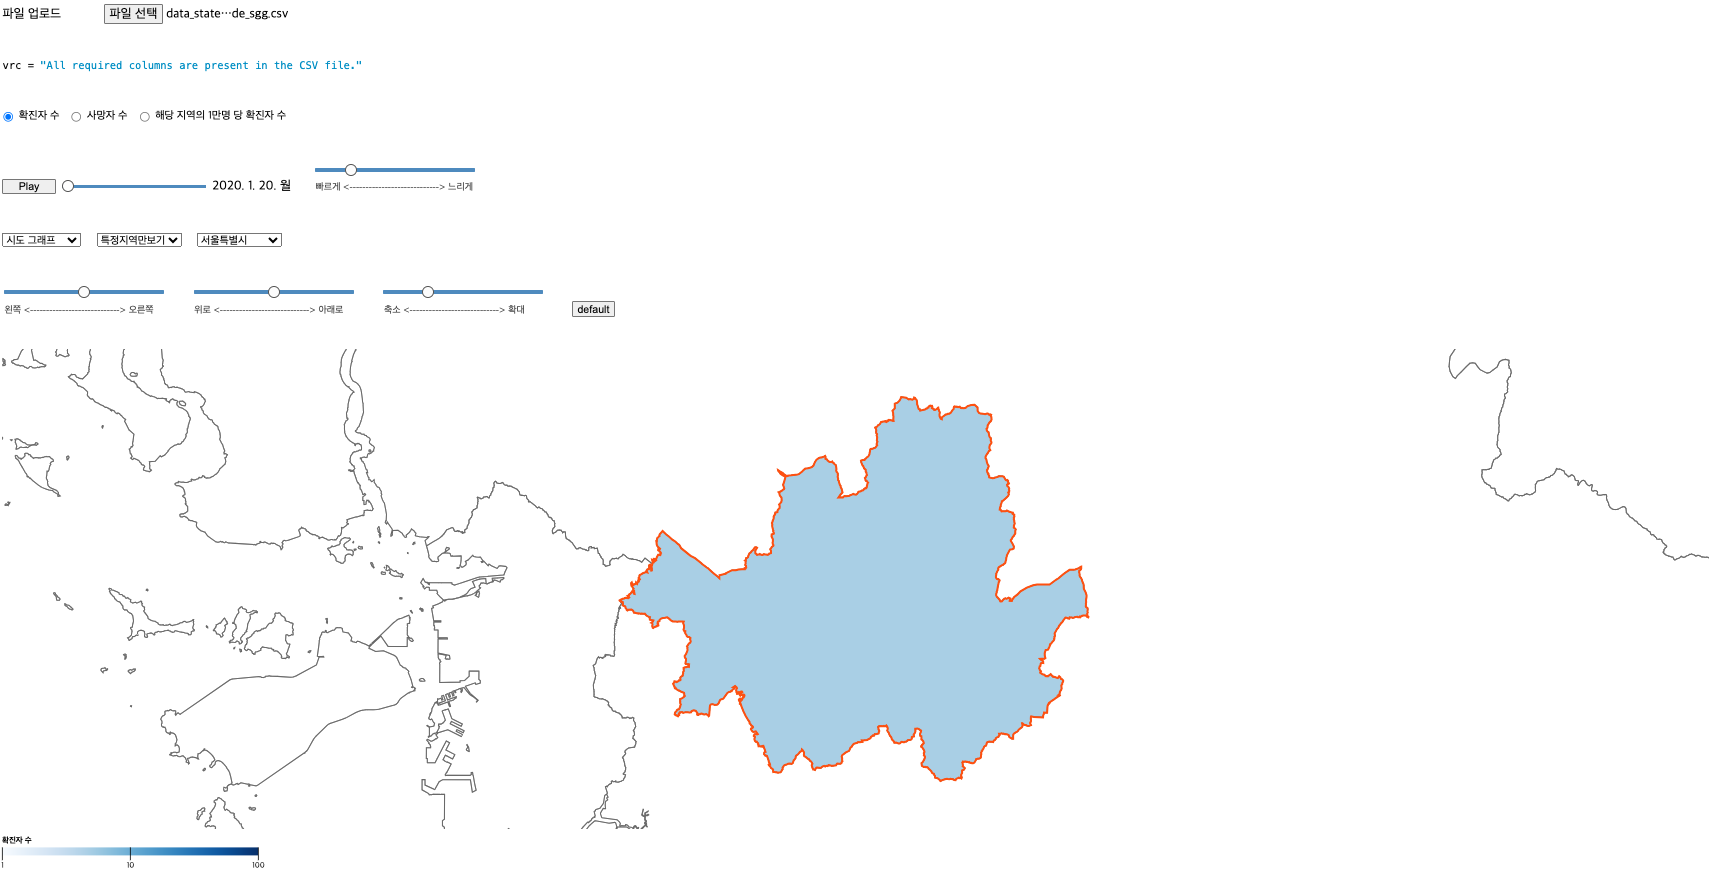 파일 업로드 파일 선택 data_state…de_sgg.csv
vrc = "All required columns are present in the CSV file."
확진자 수 사망자 수 해당 지역의 1만명 당 확진자 수
Play 2020. 1. 20. 월 빠르게 <----------------------------> 느리게
시도 그래프 특정지역만보기 서울특별시
왼쪽 <----------------------------> 오른쪽 위로 <----------------------------> 아래로 축소 <----------------------------> 확대 default
확진자 수
1 10 100